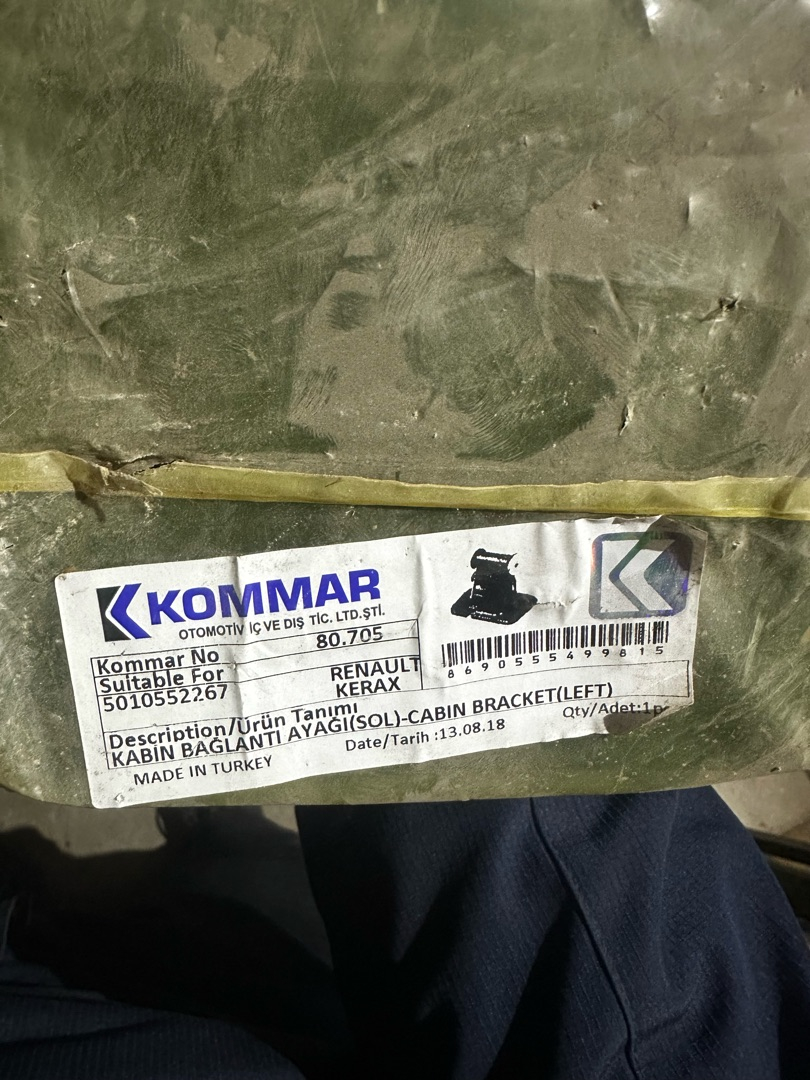 KOMMAR
OTOMOTİV İÇ VE DIŞ TİC. LTD.ŞTİ.
Kommar No 80.705
Suitable For RENAULT
5010552267 KERAX
8690555499815
Description/Ürün Tanımı
KABİN BAĞLANTI AYAĞI(SOL)-CABIN BRACKET(LEFT)
MADE IN TURKEY Date/Tarih :13.08.18 Qty/Adet:1p